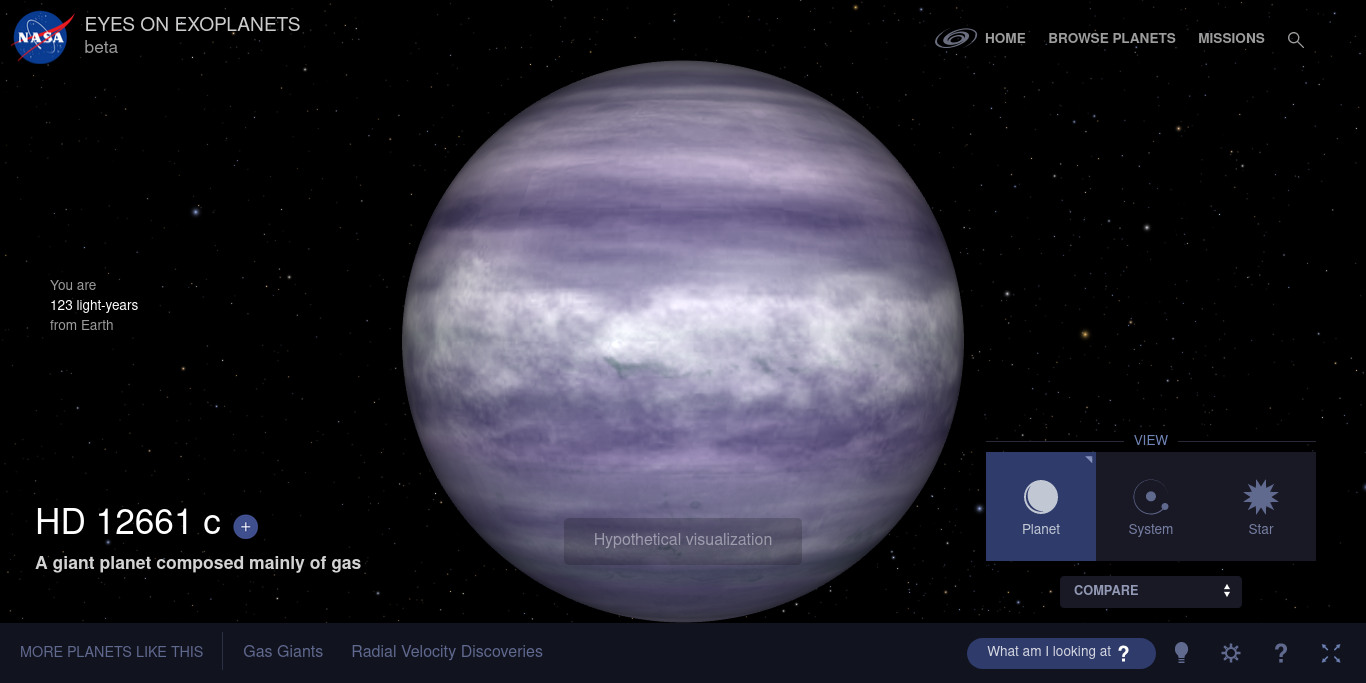 NASA
EYES ON EXOPLANETS
beta
HOME
BROWSE PLANETS
MISSIONS
You are
123 light-years
from Earth
VIEW
Planet
System
Star
HD 12661 c +
A giant planet composed mainly of gas
Hypothetical visualization
COMPARE
MORE PLANETS LIKE THIS
Gas Giants
Radial Velocity Discoveries
What am I looking at ?
?